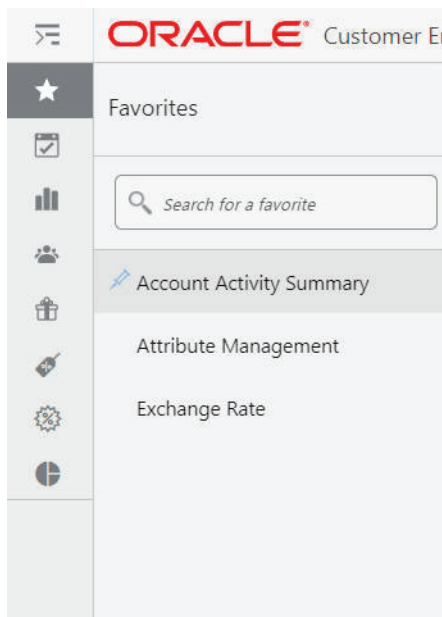 ORACLE® Customer
Favorites
Search for a favorite
Account Activity Summary
Attribute Management
Exchange Rate